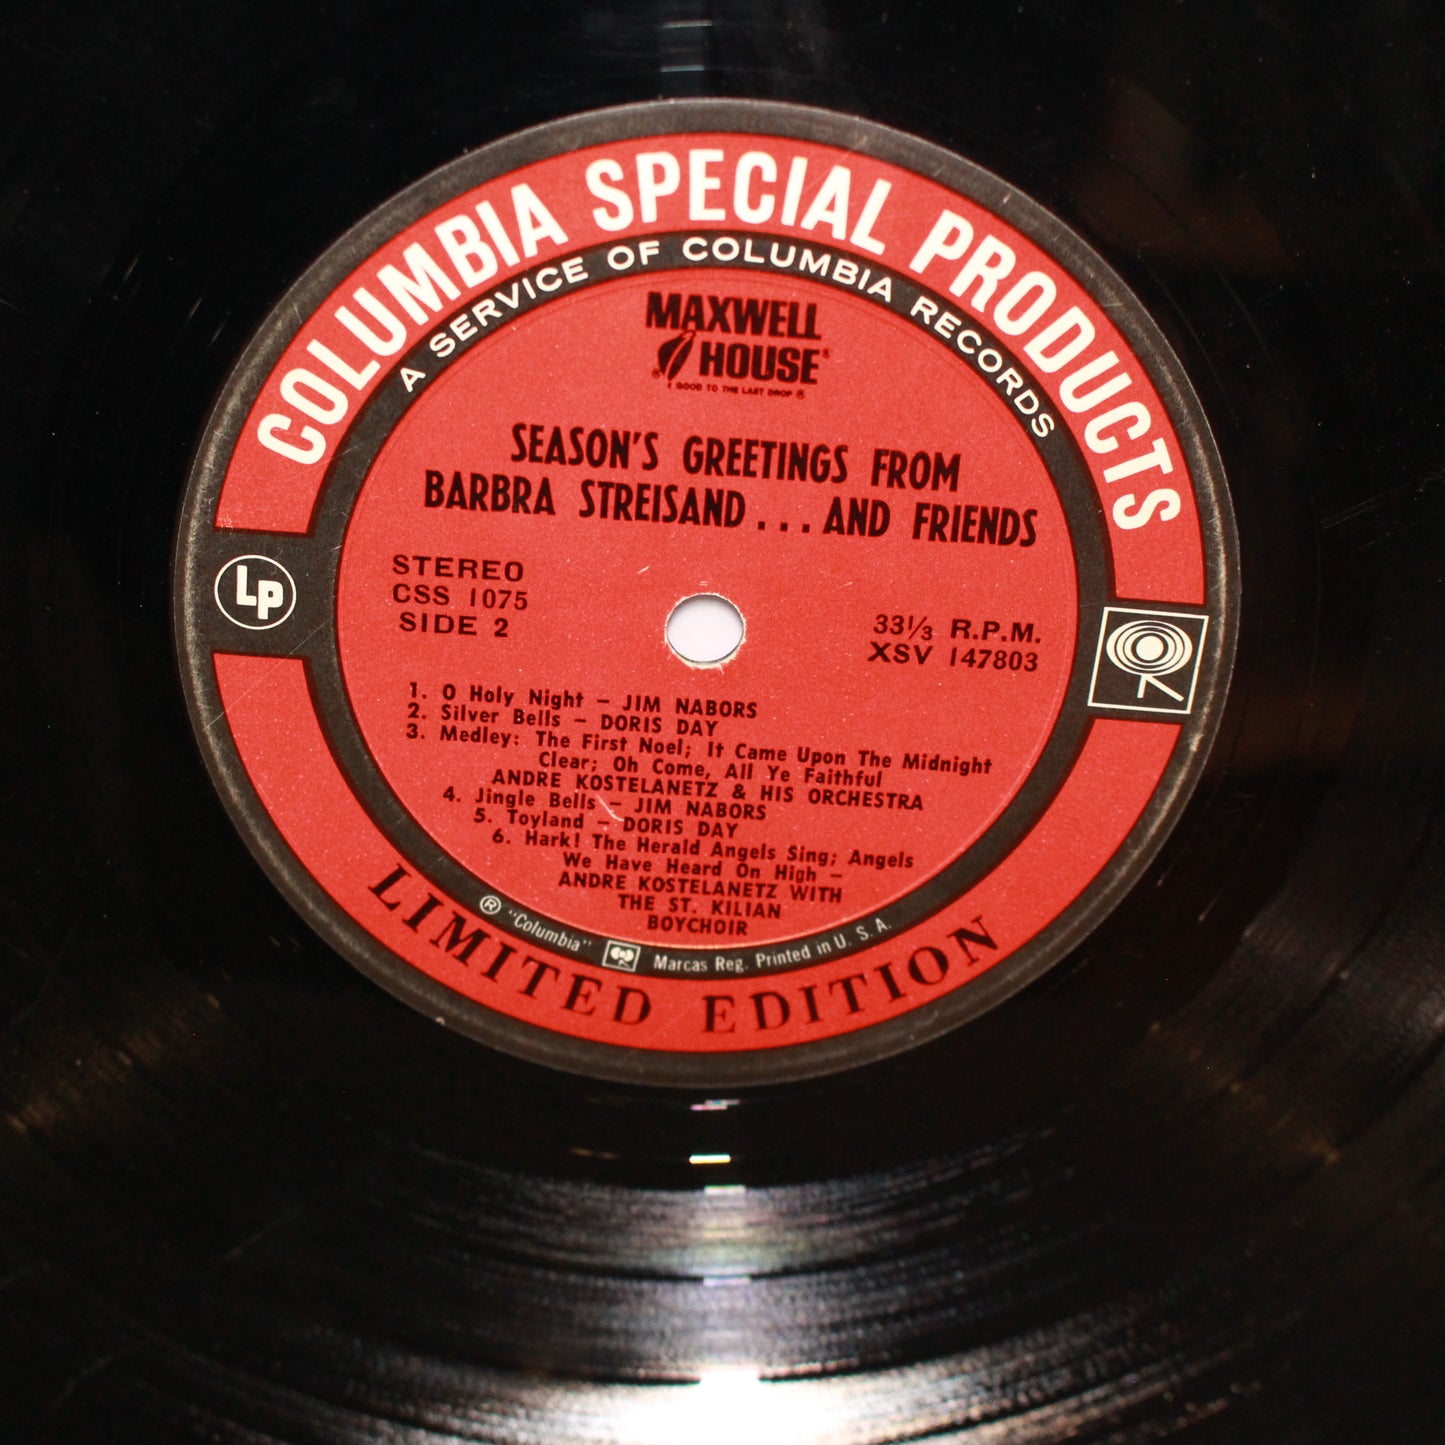 COLUMBIA SPECIAL PRODUCTS
A SERVICE OF COLUMBIA RECORDS
MAXWELL
HOUSE®
® GOOD TO THE LAST DROP ®
SEASON'S GREETINGS FROM
BARBRA STREISAND...AND FRIENDS
STEREO
CSS 1075
SIDE 2
33⅓ R.P.M.
XSV 147803
LP
1. O Holy Night – JIM NABORS
2. Silver Bells – DORIS DAY
3. Medley: The First Noel; It Came Upon The Midnight
Clear; Oh Come, All Ye Faithful
ANDRE KOSTELANETZ & HIS ORCHESTRA
4. Jingle Bells – JIM NABORS
5. Toyland – DORIS DAY
6. Hark! The Herald Angels Sing; Angels
We Have Heard On High –
ANDRE KOSTELANETZ WITH
THE ST. KILIAN
BOYCHOIR
® "Columbia" Marcas Reg. Printed in U. S. A.
LIMITED EDITION